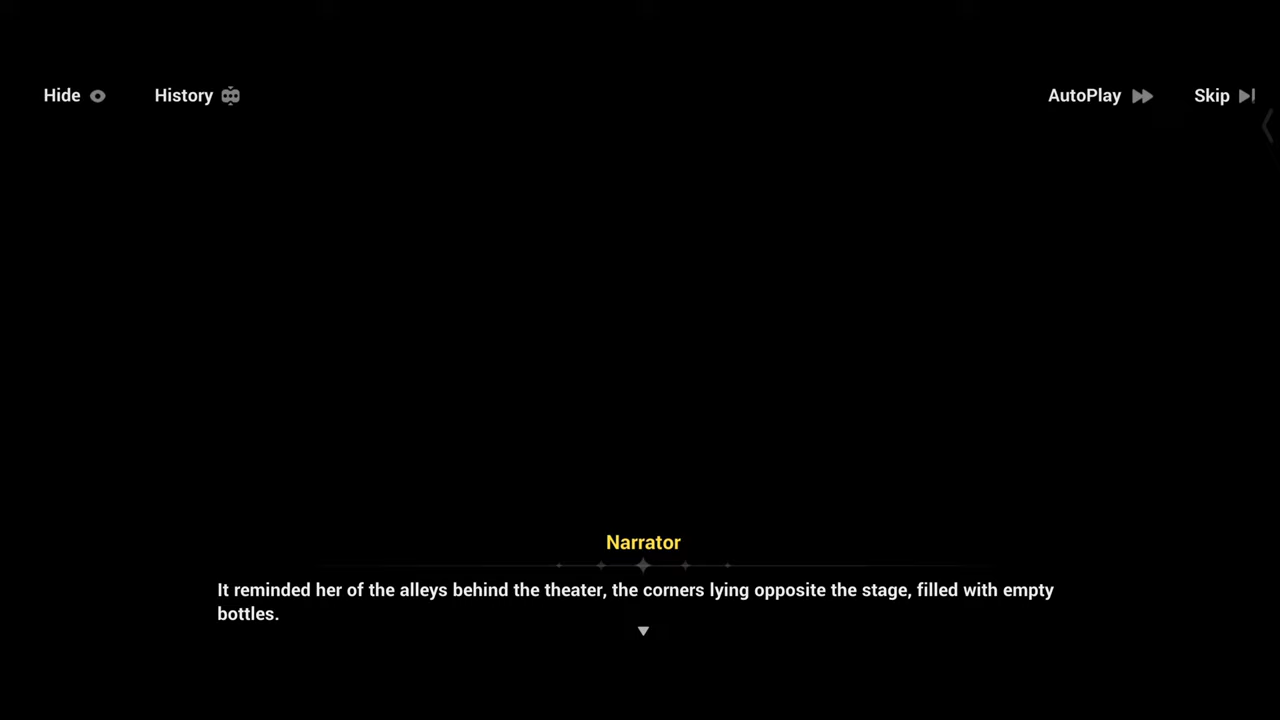 Hide
History
AutoPlay
Skip
Narrator
It reminded her of the alleys behind the theater, the corners lying opposite the stage, filled with empty
bottles.